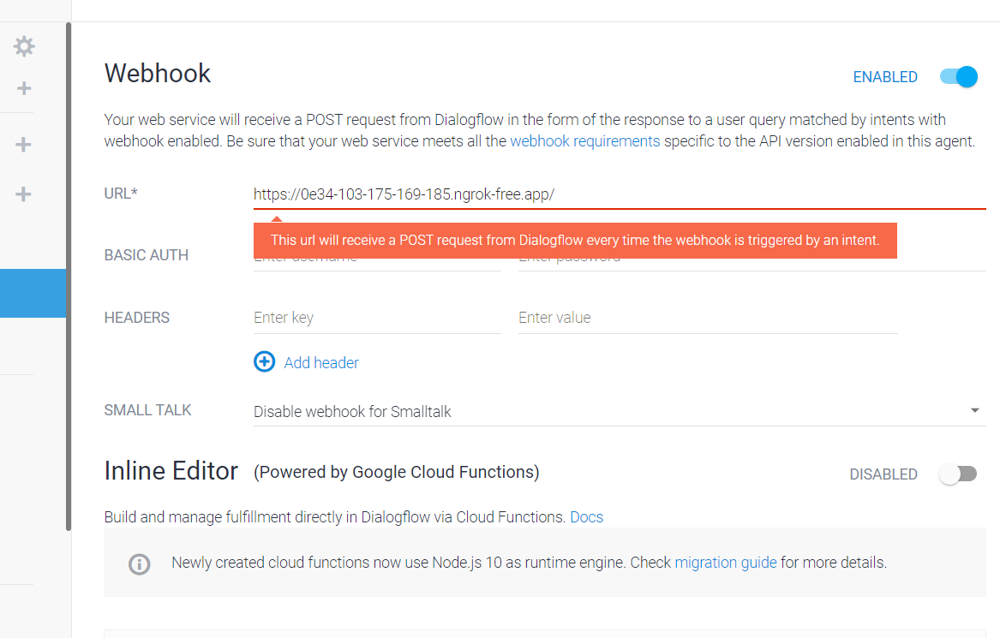 Webhook
ENABLED
Your web service will receive a POST request from Dialogflow in the form of the response to a user query matched by intents with
webhook enabled. Be sure that your web service meets all the webhook requirements specific to the API version enabled in this agent.
URL*
https://0e34-103-175-169-185.ngrok-free.app/
This url will receive a POST request from Dialogflow every time the webhook is triggered by an intent.
BASIC AUTH
Enter username
Enter password
HEADERS
Enter key
Enter value
Add header
SMALL TALK
Disable webhook for Smalltalk
Inline Editor (Powered by Google Cloud Functions)
DISABLED
Build and manage fulfillment directly in Dialogflow via Cloud Functions. Docs
Newly created cloud functions now use Node.js 10 as runtime engine. Check migration guide for more details.